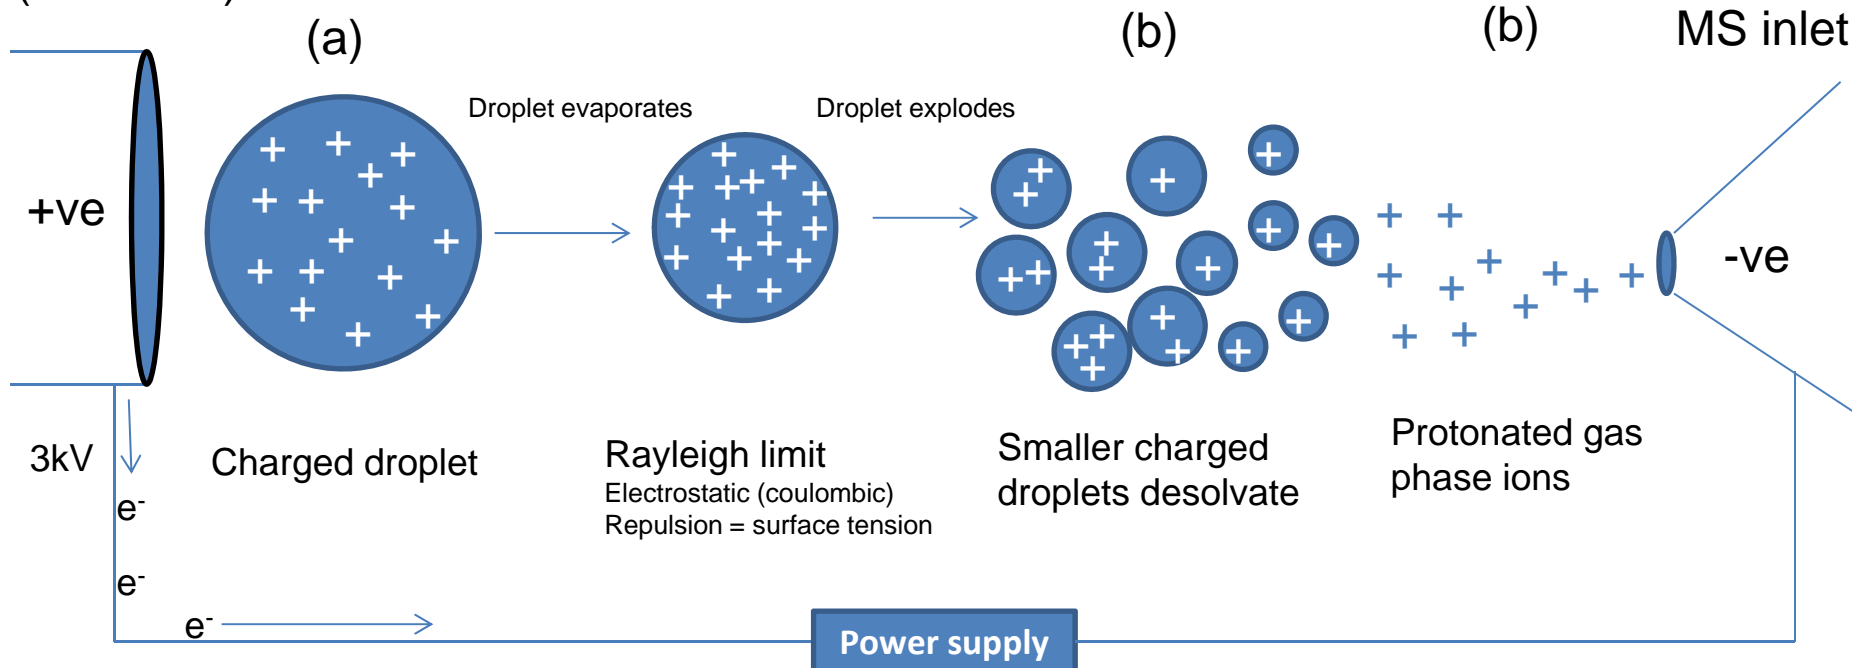 (a)
(b)
(b)
MS inlet
Droplet evaporates
Droplet explodes
+ve
-ve
3kV
Charged droplet
Rayleigh limit
Electrostatic (coulombic)
Repulsion = surface tension
Smaller charged
droplets desolvate
Protonated gas
phase ions
e-
e-
e-
Power supply